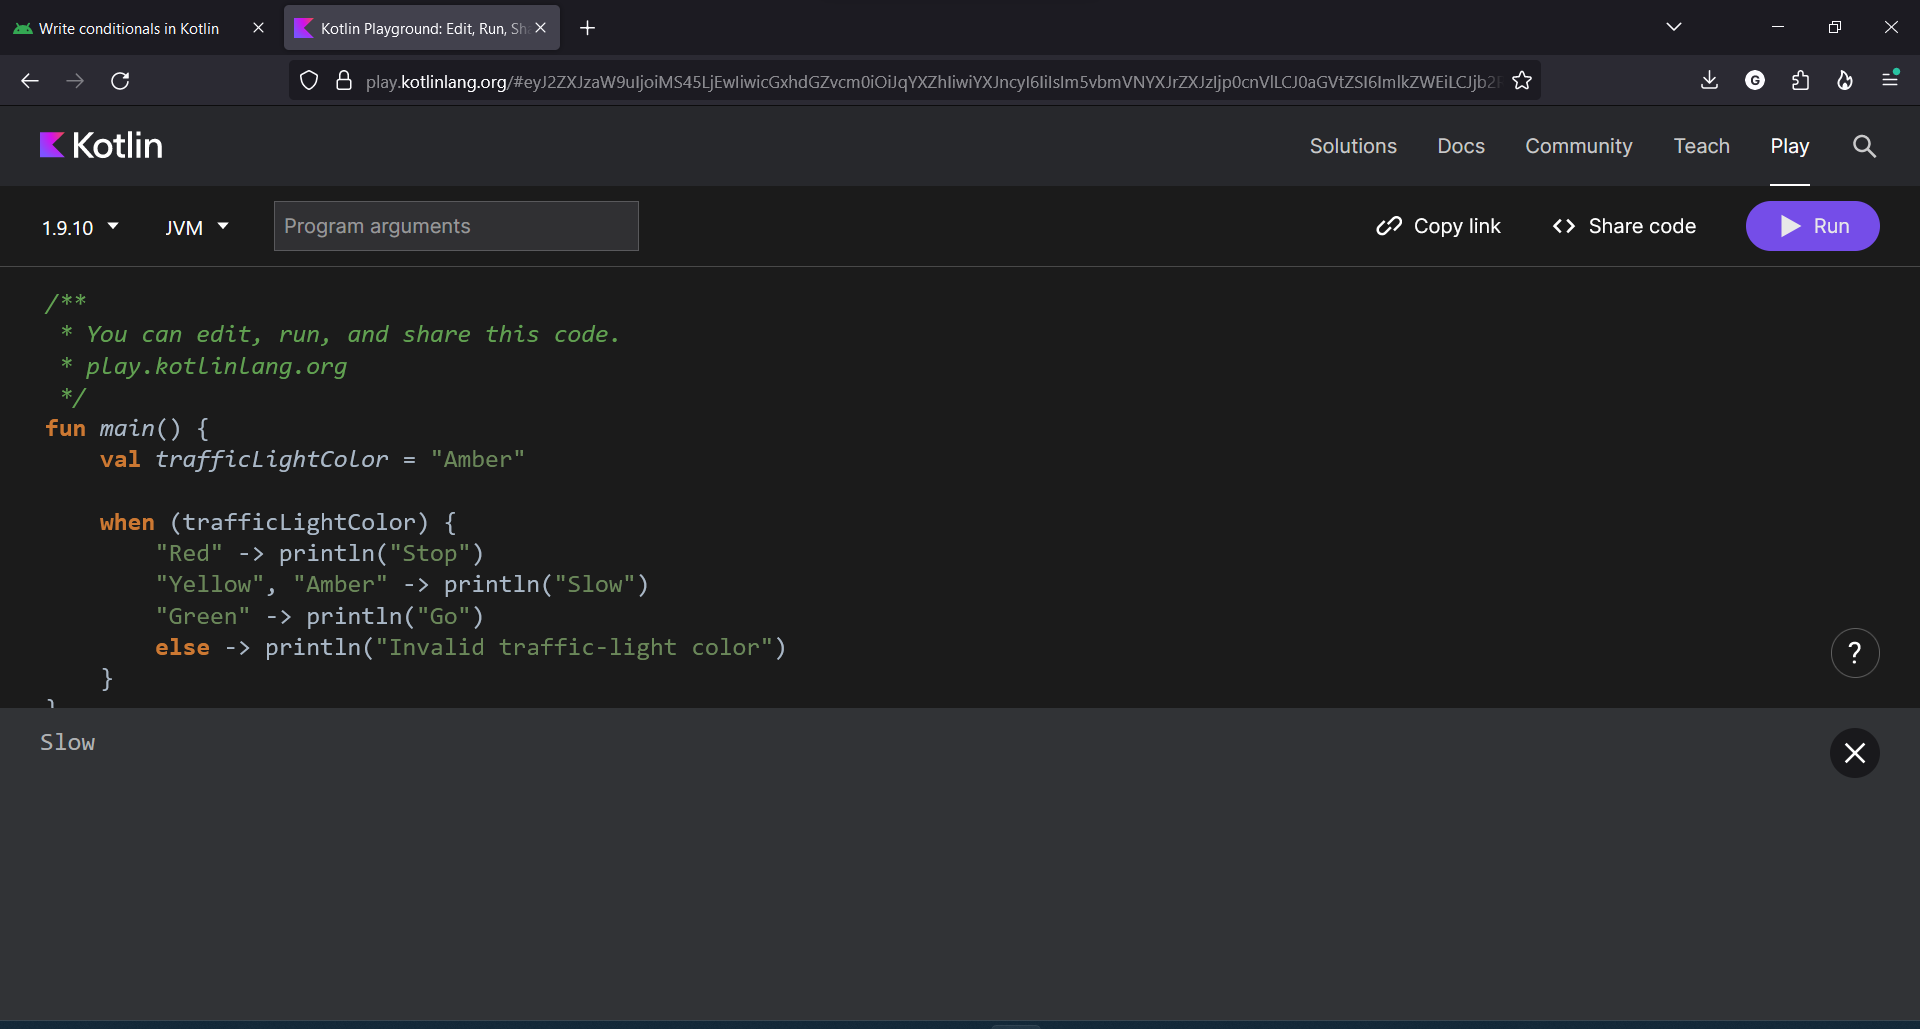 Write conditionals in Kotlin
Kotlin Playground: Edit, Run, Sh
play.kotlinlang.org/#eyJ2ZXJzaW9uIjoiMS45LjEwIiwicGxhdGZvcm0iOiJqYXZhIiwiYXJncyI6IiIsIm5vbmVNYXJrZXJzIjp0cnVlLCJ0aGVtZSI6ImlkZWEiLCJjb2R
Kotlin
Solutions Docs Community Teach Play
1.9.10 JVM Program arguments Copy link Share code Run
/**
* You can edit, run, and share this code.
* play.kotlinlang.org
*/
fun main() {
val trafficLightColor = "Amber"
when (trafficLightColor) {
"Red" -> println("Stop")
"Yellow", "Amber" -> println("Slow")
"Green" -> println("Go")
else -> println("Invalid traffic-light color")
}
}
?
Slow